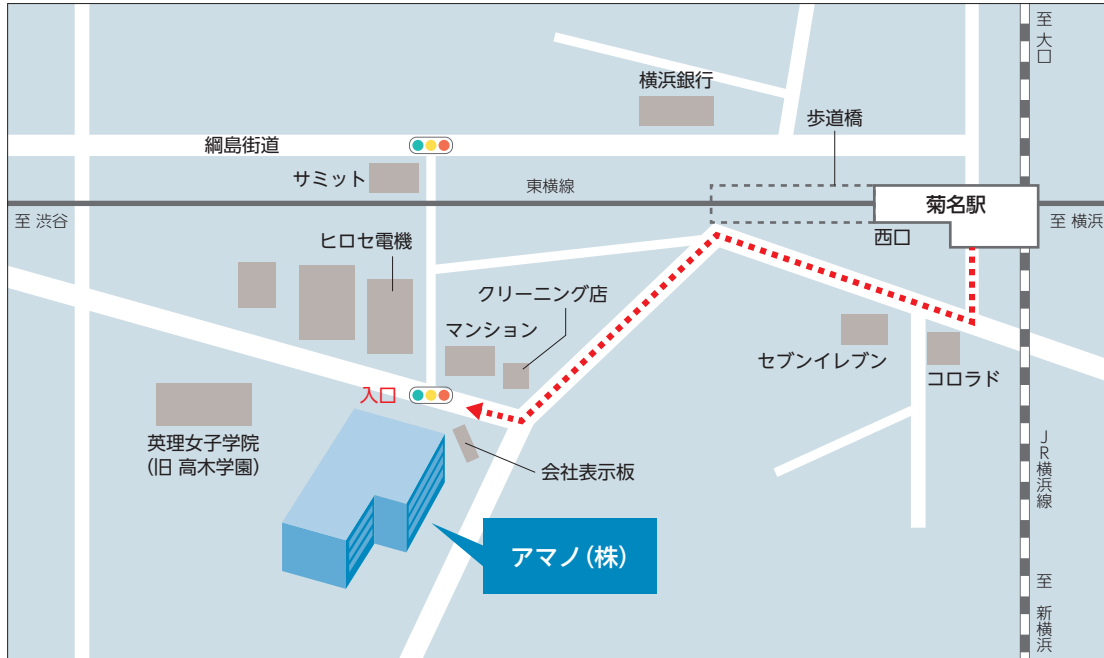 至 大口
横浜銀行
歩道橋
綱島街道
サミット
東横線
菊名駅
至 渋谷
至 横浜
西口
ヒロセ電機
クリーニング店
マンション
セブンイレブン
コロラド
入口
英理女子学院
(旧 高木学園)
会社表示板
JR横浜線
アマノ(株)
至 新横浜